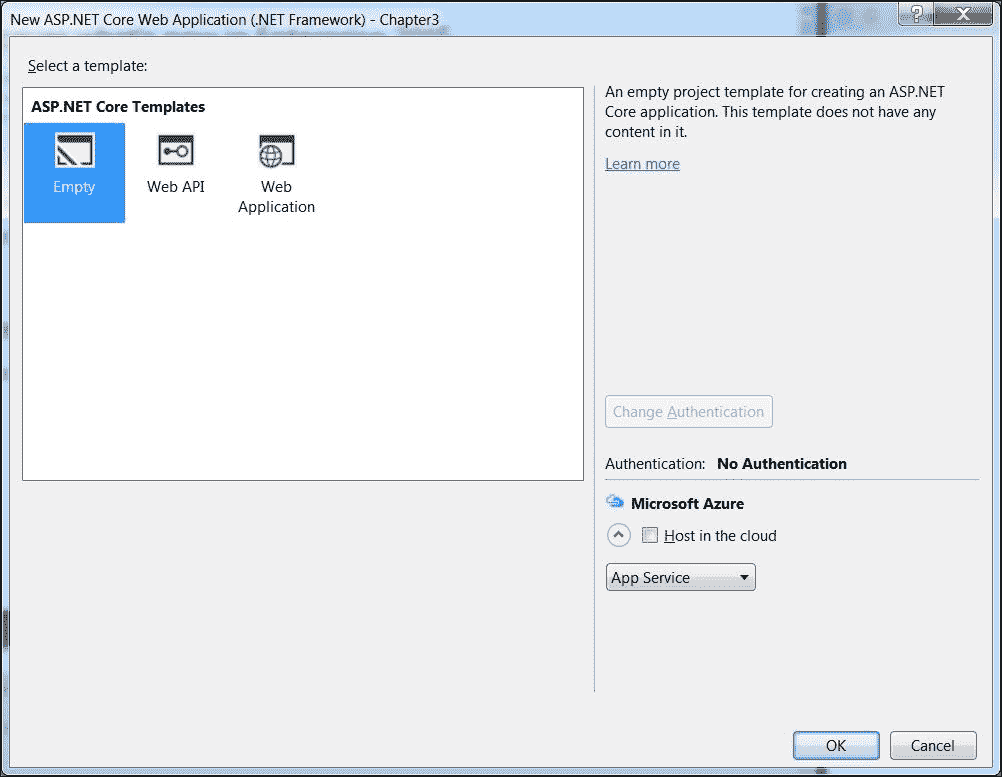 New ASP.NET Core Web Application (.NET Framework) - Chapter3
Select a template:
ASP.NET Core Templates
Empty
Web API
Web
Application
An empty project template for creating an ASP.NET
Core application. This template does not have any
content in it.
Learn more
Change Authentication
Authentication: No Authentication
Microsoft Azure
Host in the cloud
App Service
OK
Cancel